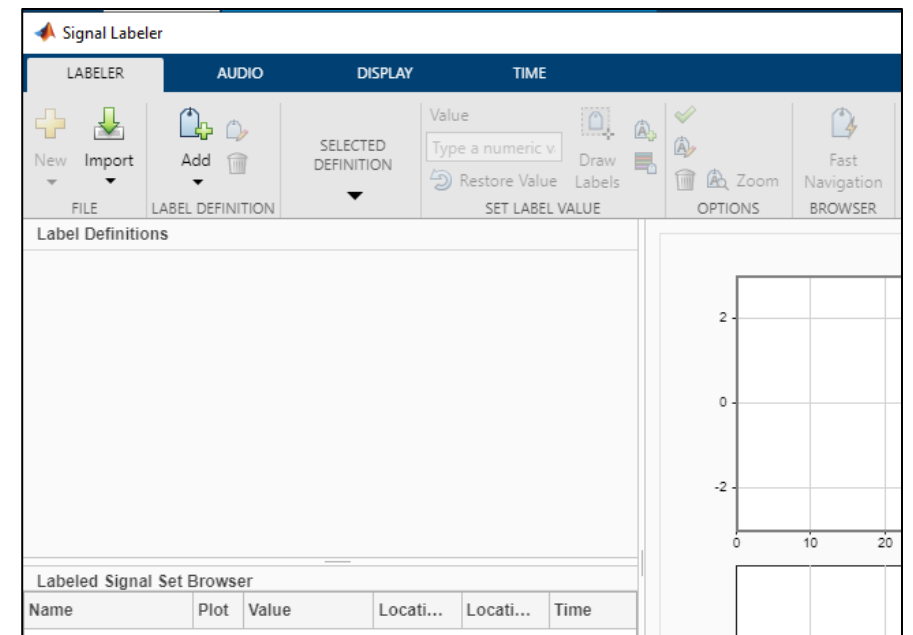 Signal Labeler
LABELER AUDIO DISPLAY TIME
New Import
FILE
Add
LABEL DEFINITION
SELECTED
DEFINITION
Value
Type a numeric v
Restore Value
Draw
Labels
SET LABEL VALUE
Zoom
OPTIONS
Fast
Navigation
BROWSER
Label Definitions
2
0
-2
0 10 20
Labeled Signal Set Browser
Name Plot Value Locati... Locati... Time